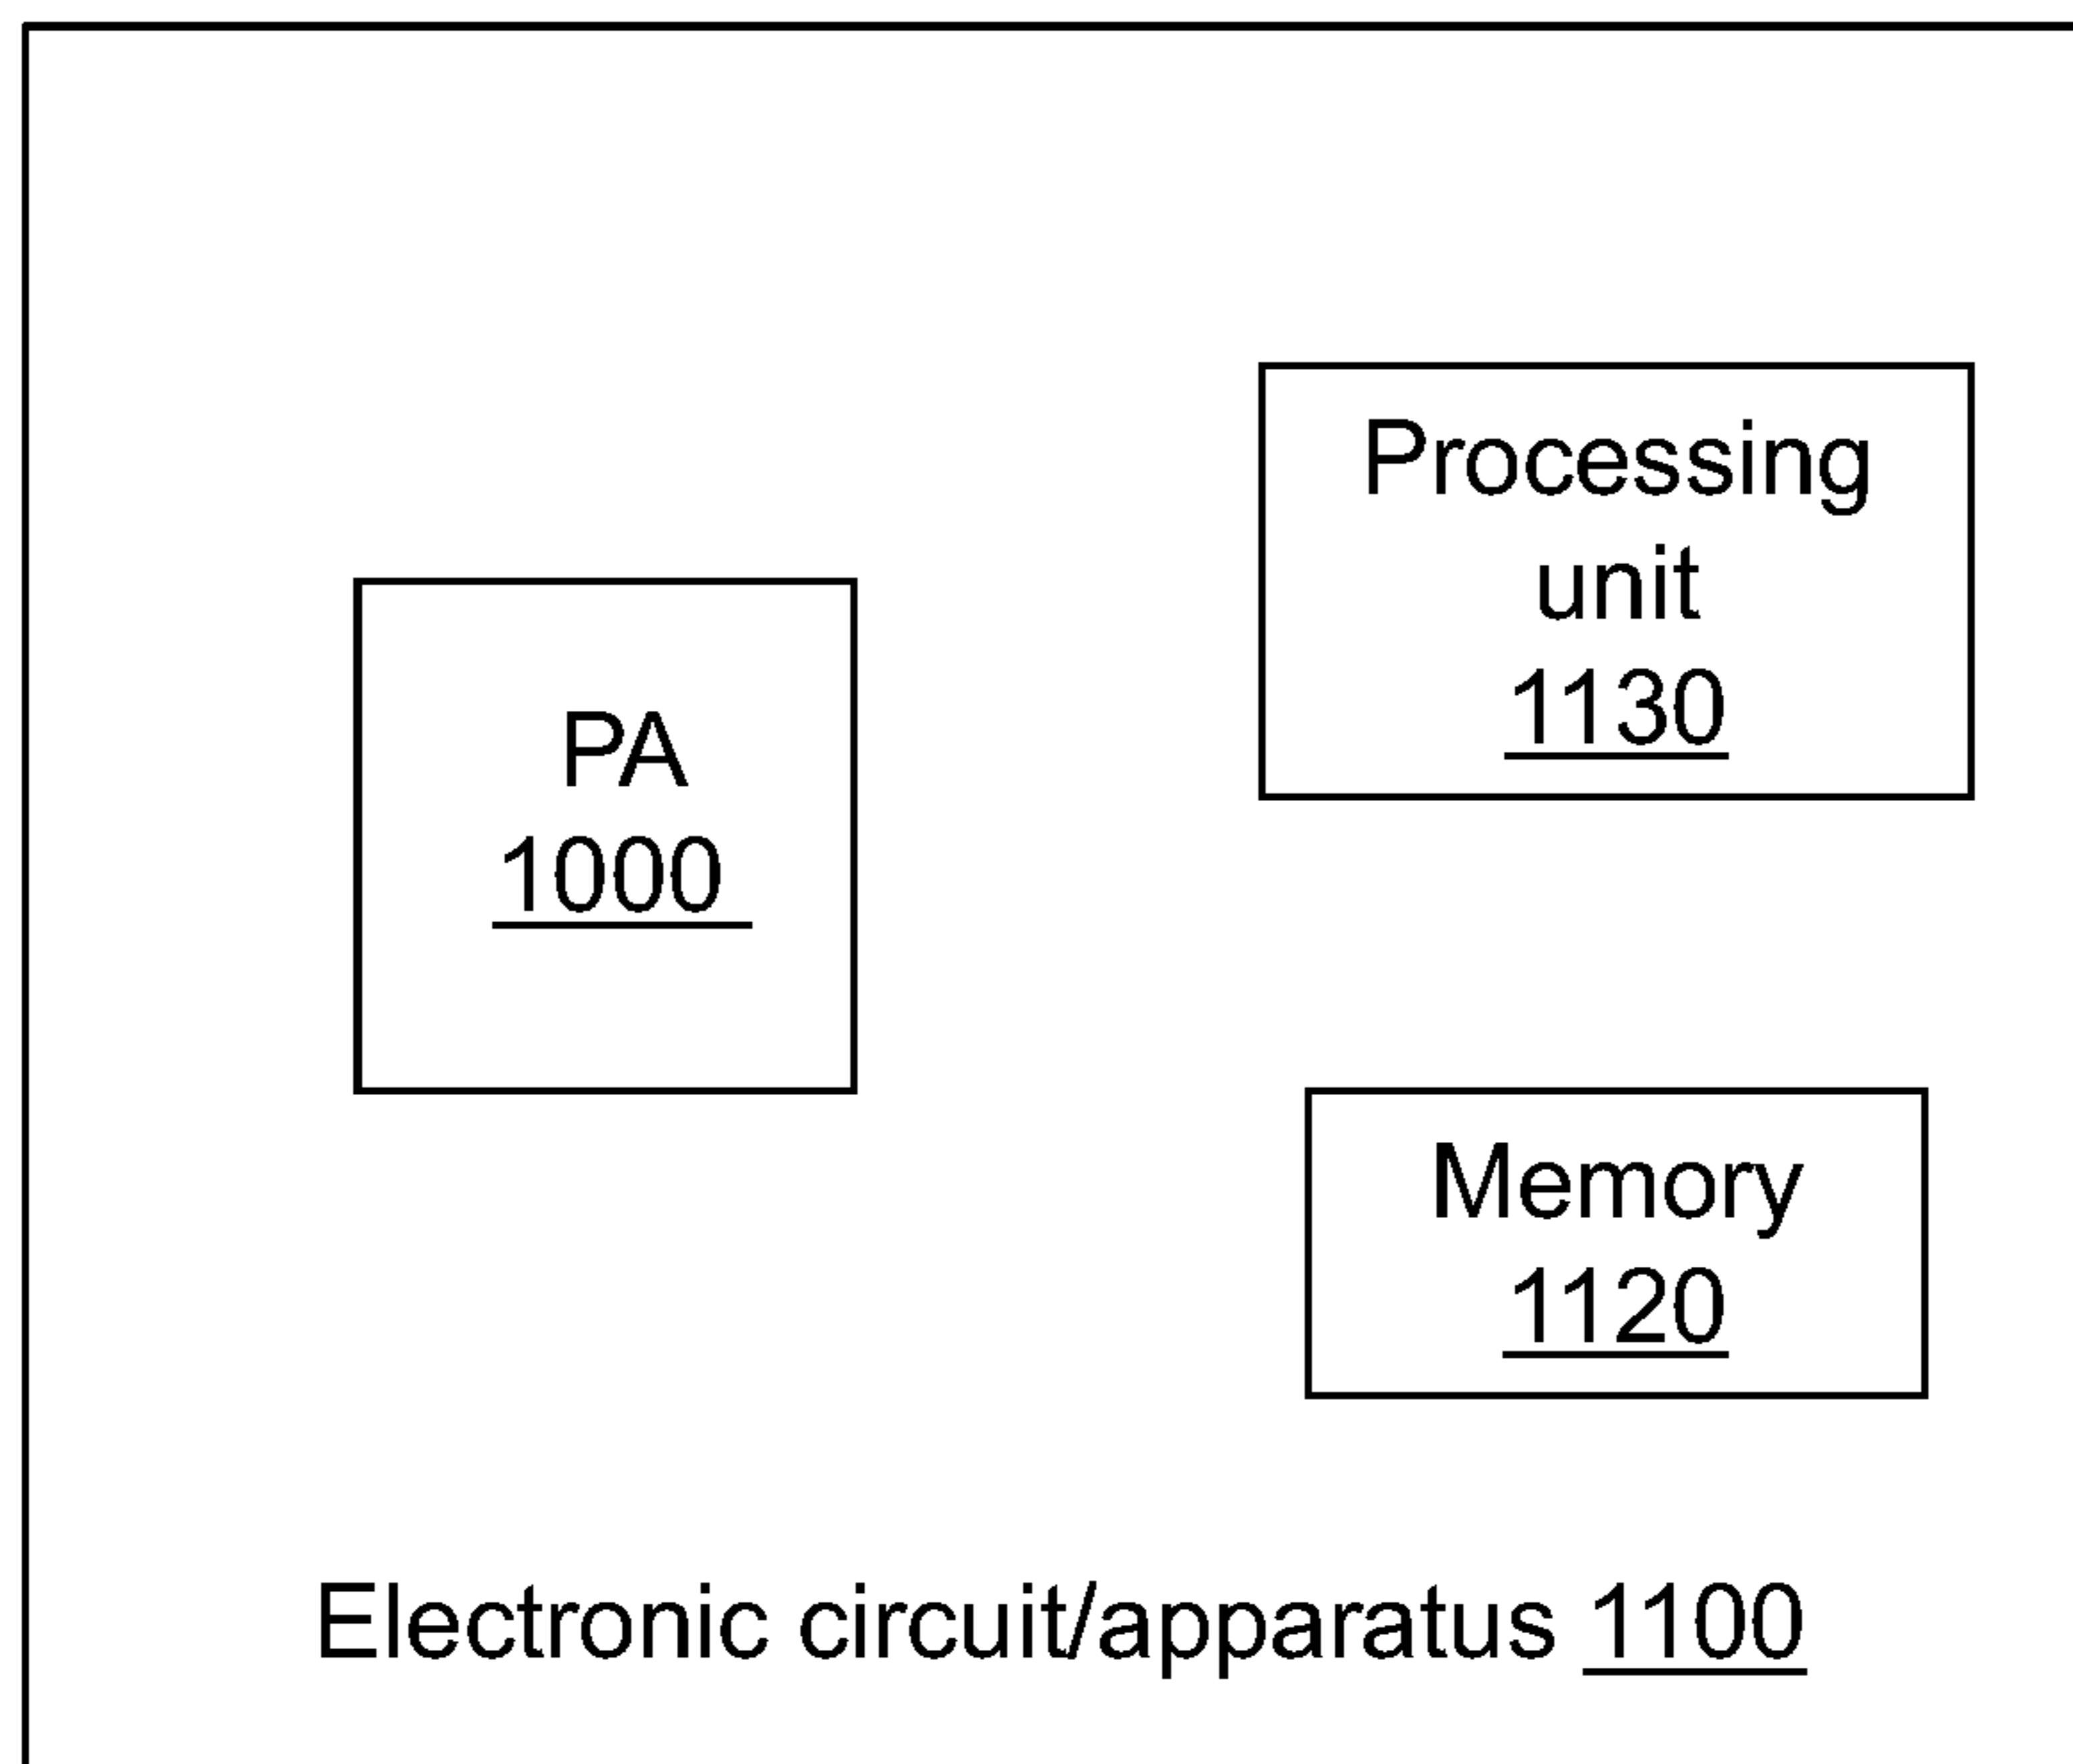 PA
1000
Processing
unit
1130
Memory
1120
Electronic circuit/apparatus 1100